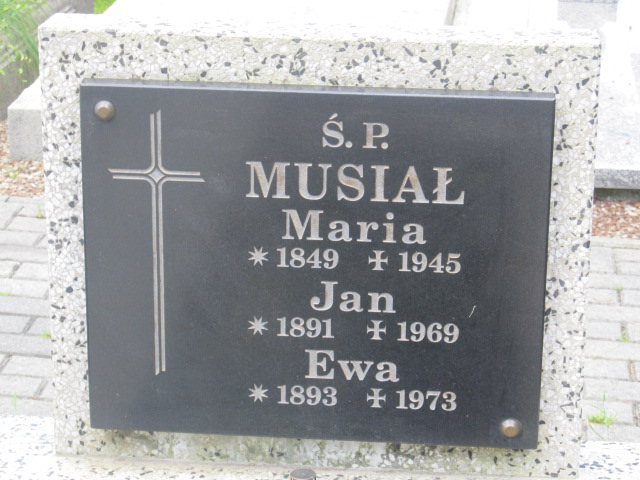 Ś. P.
MUSIAŁ
Maria
* 1849 ✠ 1945
Jan
* 1891 ✠ 1969
Ewa
* 1893 ✠ 1973